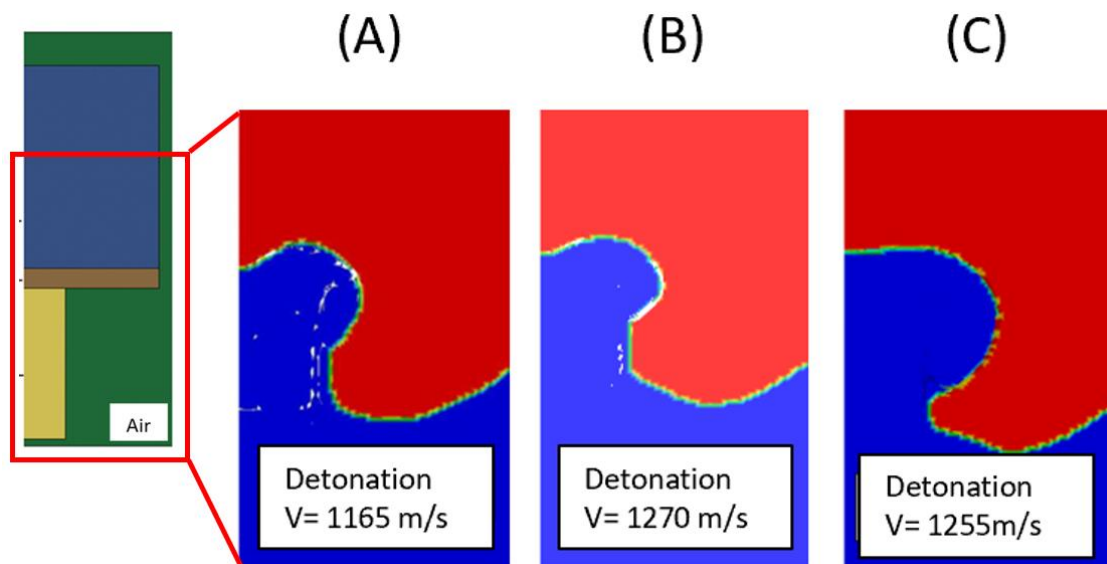 (A)
(B)
(C)
Air
Detonation
V= 1165 m/s
Detonation
V= 1270 m/s
Detonation
V= 1255m/s